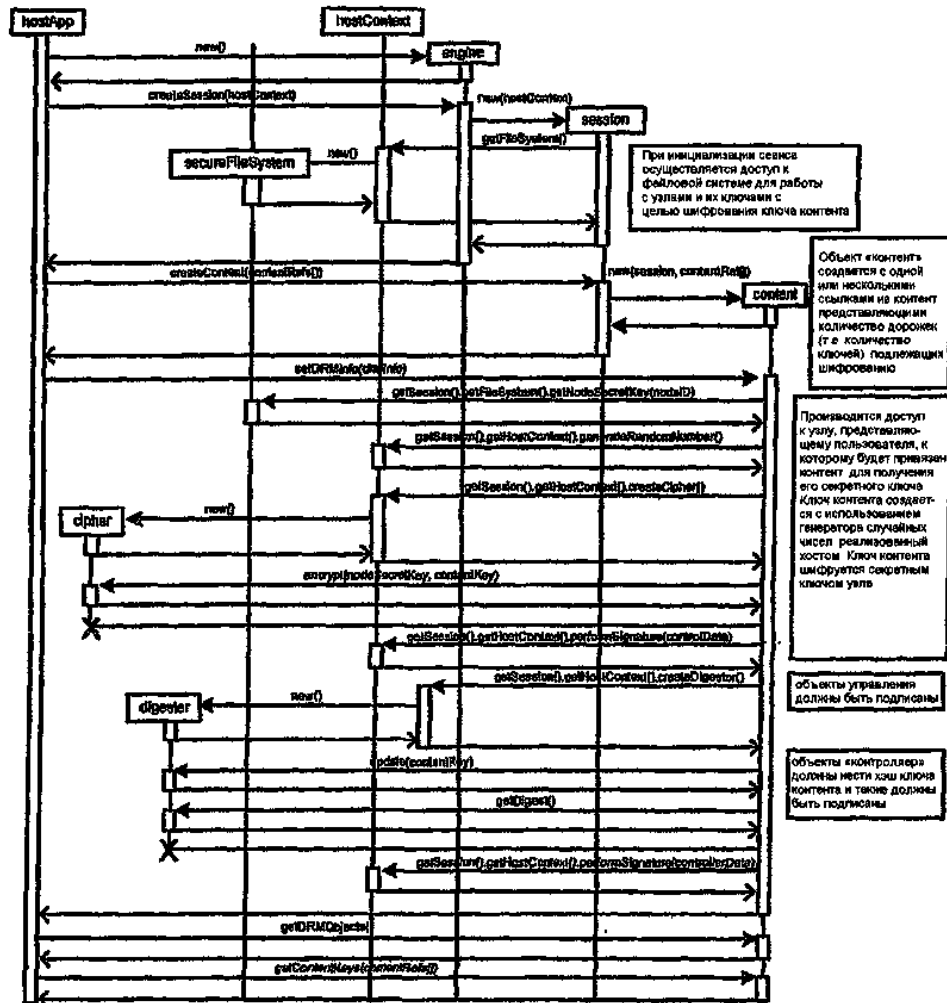 hostApp
hostContext
new()
engine
createSession(hostContext)
new(hostContext)
session
getFileSystem()
new()
secureFileSystem
При инициализации сеанса
осуществляется доступ к
файловой системе для работы
с узлами и их ключами с
целью шифрования ключа контента
createContent(contentRefs[])
new(session, contentRef[])
content
Объект «контент»
создается с одной
или несколькими
ссылками на контент
представляющими
количество дорожек
(т е количество
ключей) подлежащих
шифрованию
setDRMInfo(drmInfo)
getSession().getFileSystem().getNodeSecretKey(nodeID)
getSession().getHostContext().generateRandomNumber()
getSession().getHostContext().createCipher()
Производится доступ
к узлу, представляю-
щему пользователя, к
которому будет привязан
контент для получения
его секретного ключа
Ключ контента создает-
ся с использованием
генератора случайных
чисел реализованный
хостом Ключ контента
шифруется секретным
ключом узла
new()
cipher
encrypt(nodeSecretKey, contentKey)
getSession().getHostContext().performSignature(controlData)
getSession().getHostContext().createDigester()
new()
digester
объекты управления
должны быть подписаны
update(contentKey)
getDigest()
объекты «контроллер»
должны нести хэш ключа
контента и также должны
быть подписаны
getSession().getHostContext().performSignature(controllerData)
getDRMObjects(
getContentKeys(contentRefs[])